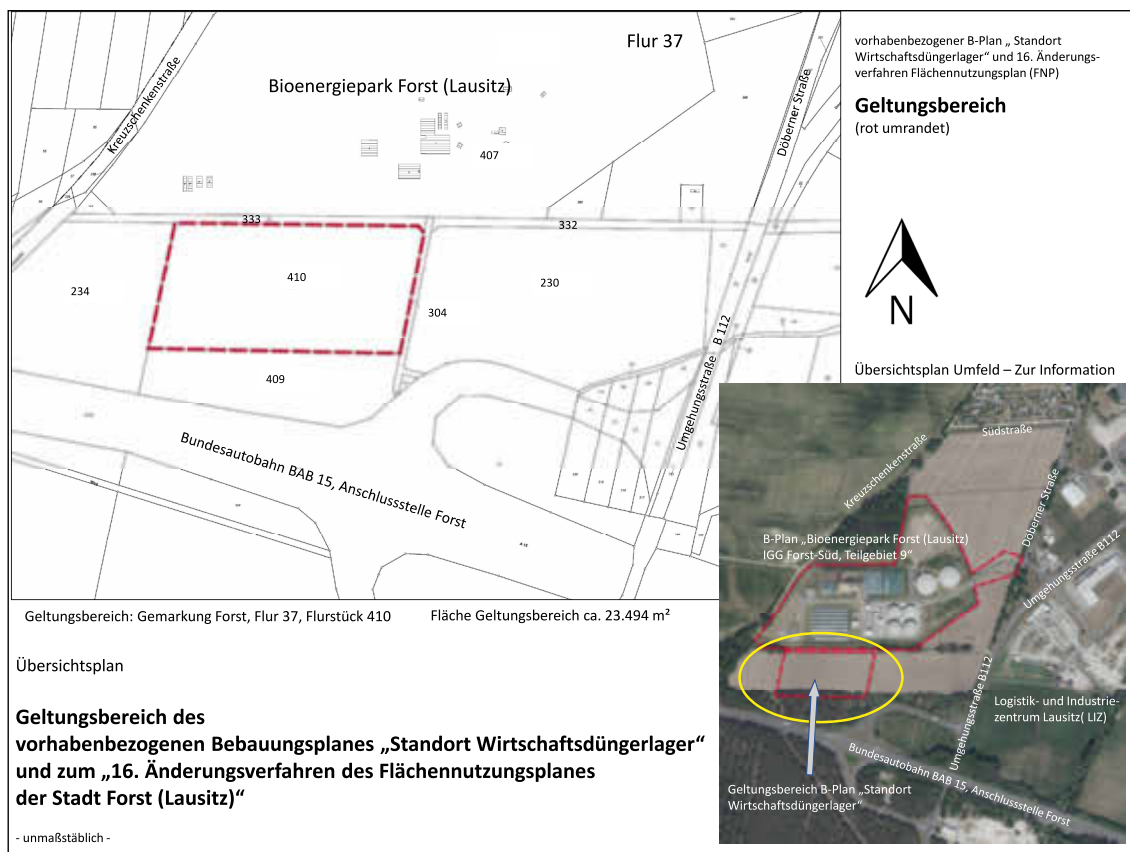 Flur 37
Bioenergiepark Forst (Lausitz)
Kreuzschenkenstraße
Döberner Straße
407
333
332
410
230
234
304
409
Umgehungsstraße B 112
Bundesautobahn BAB 15, Anschlussstelle Forst
vorhabenbezogener B-Plan „ Standort
Wirtschaftsdüngerlager“ und 16. Änderungs-
verfahren Flächennutzungsplan (FNP)
Geltungsbereich
(rot umrandet)
N
Übersichtsplan Umfeld – Zur Information
Südstraße
Kreuzschenkenstraße
Döberner Straße
B-Plan „Bioenergiepark Forst (Lausitz)
IGG Forst-Süd, Teilgebiet 9“
Umgehungsstraße B112
Umgehungsstraße B112
Logistik- und Industrie-
zentrum Lausitz( LIZ)
Bundesautobahn BAB 15, Anschlussstelle Forst
Geltungsbereich B-Plan „Standort
Wirtschaftsdüngerlager“
Geltungsbereich: Gemarkung Forst, Flur 37, Flurstück 410
Fläche Geltungsbereich ca. 23.494 m²
Übersichtsplan
Geltungsbereich des
vorhabenbezogenen Bebauungsplanes „Standort Wirtschaftsdüngerlager“
und zum „16. Änderungsverfahren des Flächennutzungsplanes
der Stadt Forst (Lausitz)“
- unmaßstäblich -